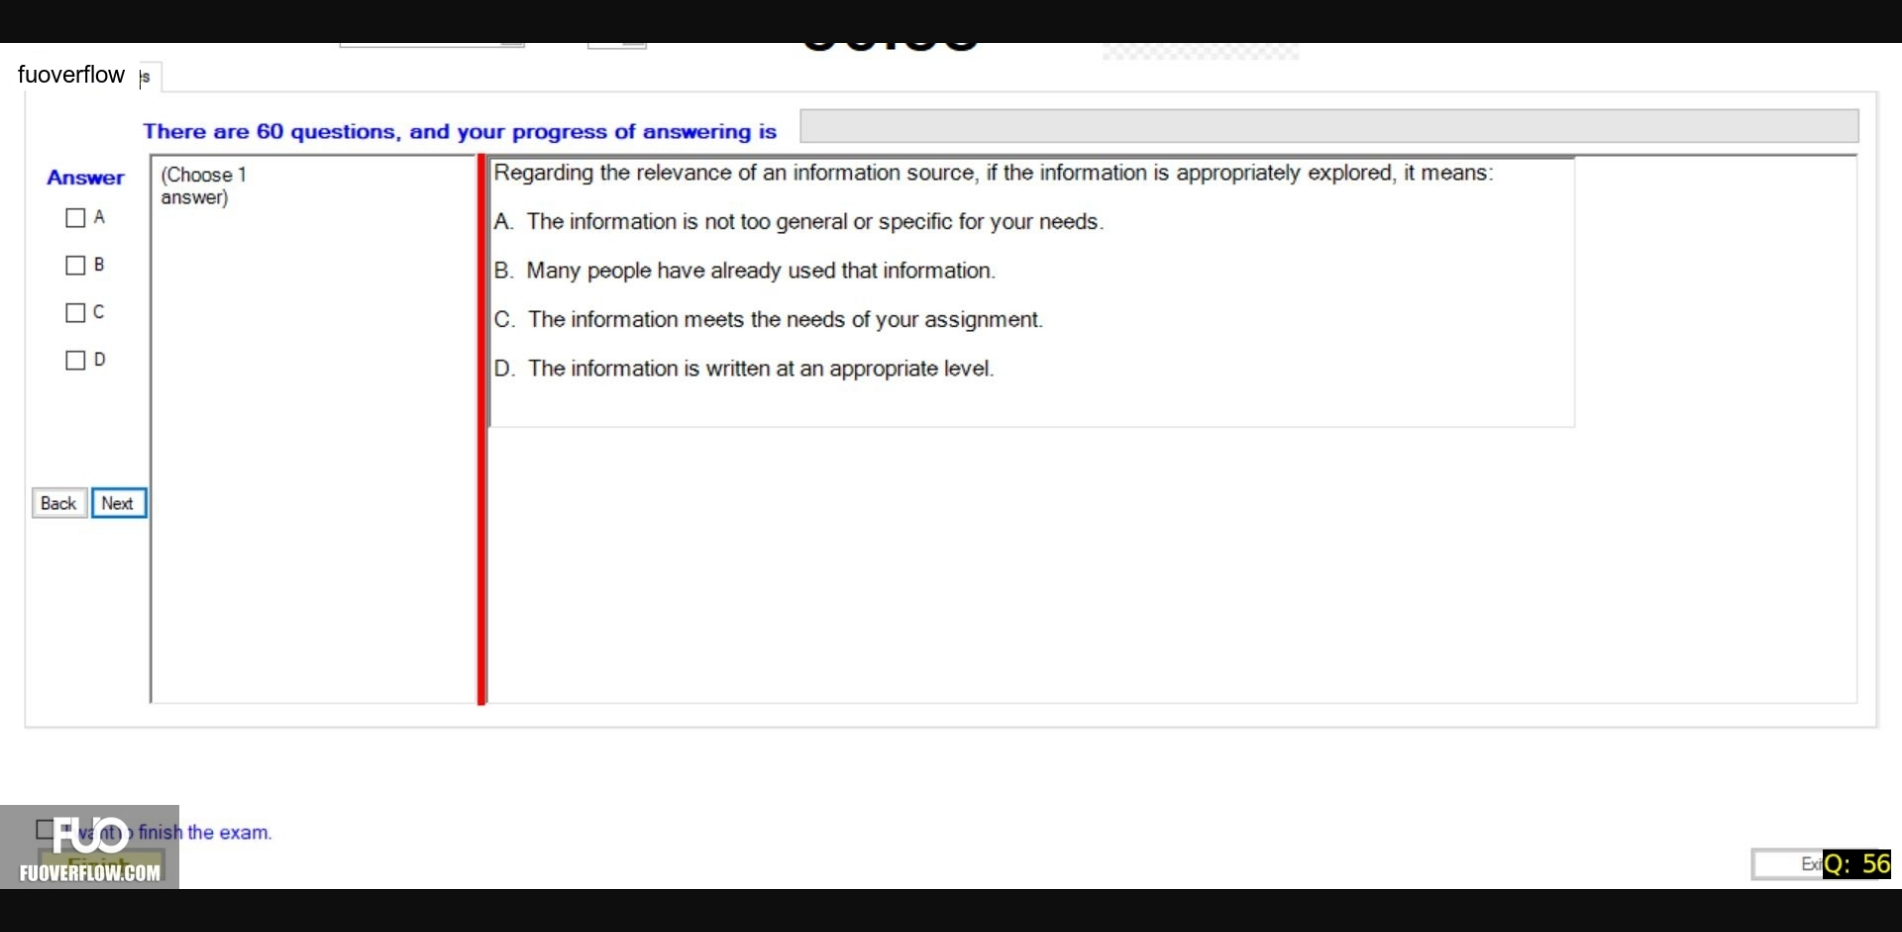 fuoverflow
There are 60 questions, and your progress of answering is
Answer
A
B
C
D
Back Next
(Choose 1
answer)
Regarding the relevance of an information source, if the information is appropriately explored, it means:
A. The information is not too general or specific for your needs.
B. Many people have already used that information.
C. The information meets the needs of your assignment.
D. The information is written at an appropriate level.
I want to finish the exam.
FUO
FUOVERFLOW.COM
Q: 56